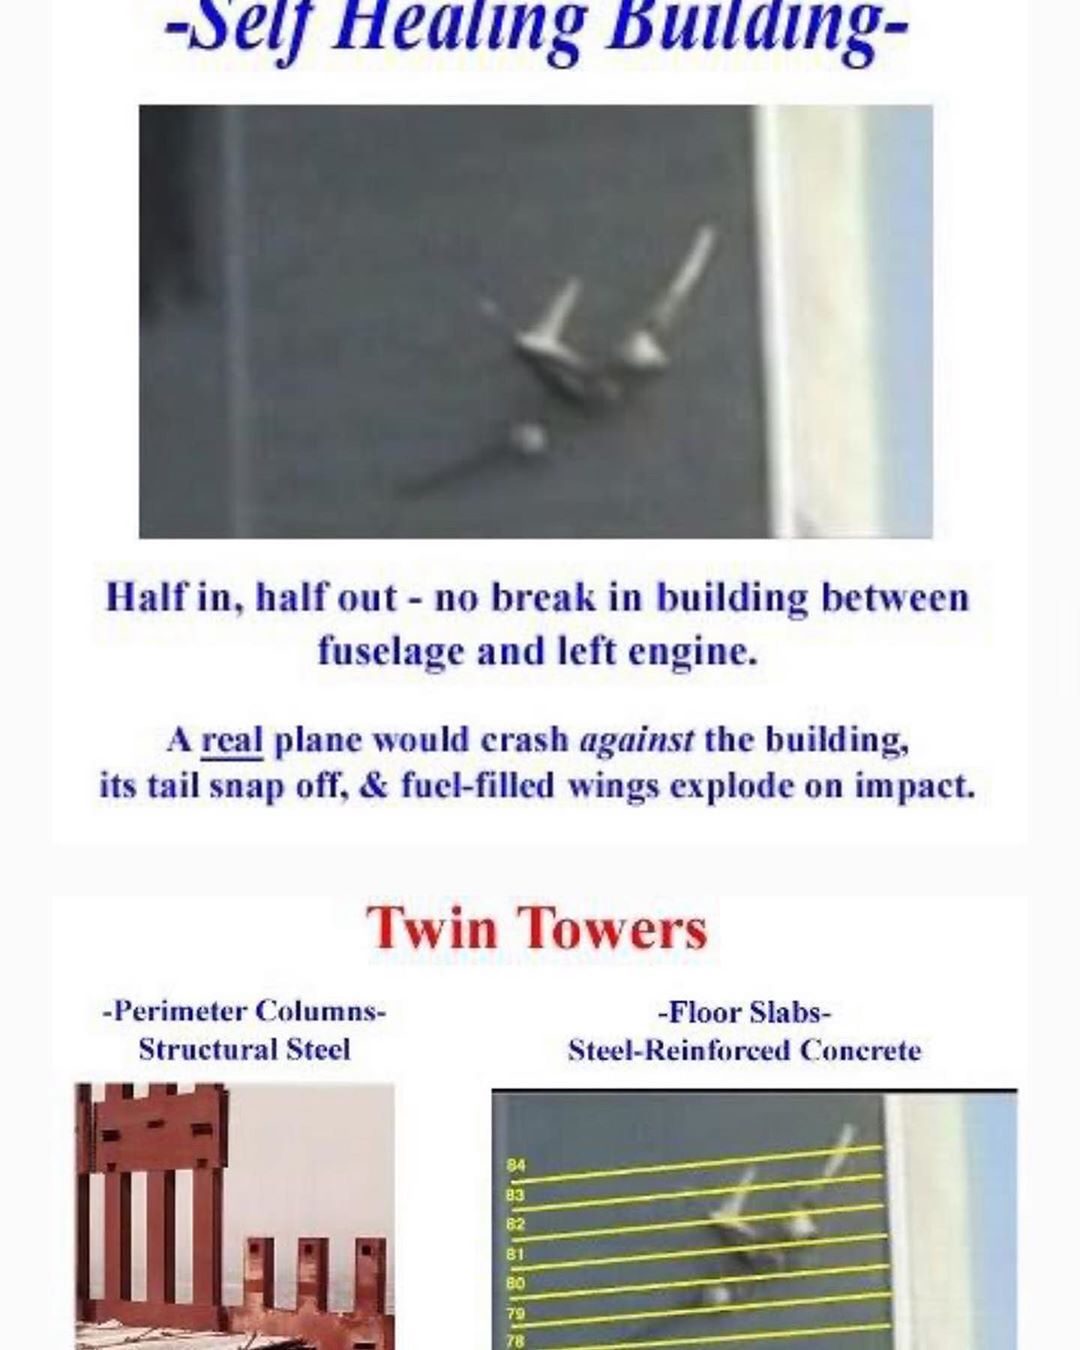 -Self Healing Building-
Half in, half out - no break in building between
fuselage and left engine.
A real plane would crash against the building,
its tail snap off, & fuel-filled wings explode on impact.
Twin Towers
-Perimeter Columns-
Structural Steel
-Floor Slabs-
Steel-Reinforced Concrete
84
83
82
81
80
79
78